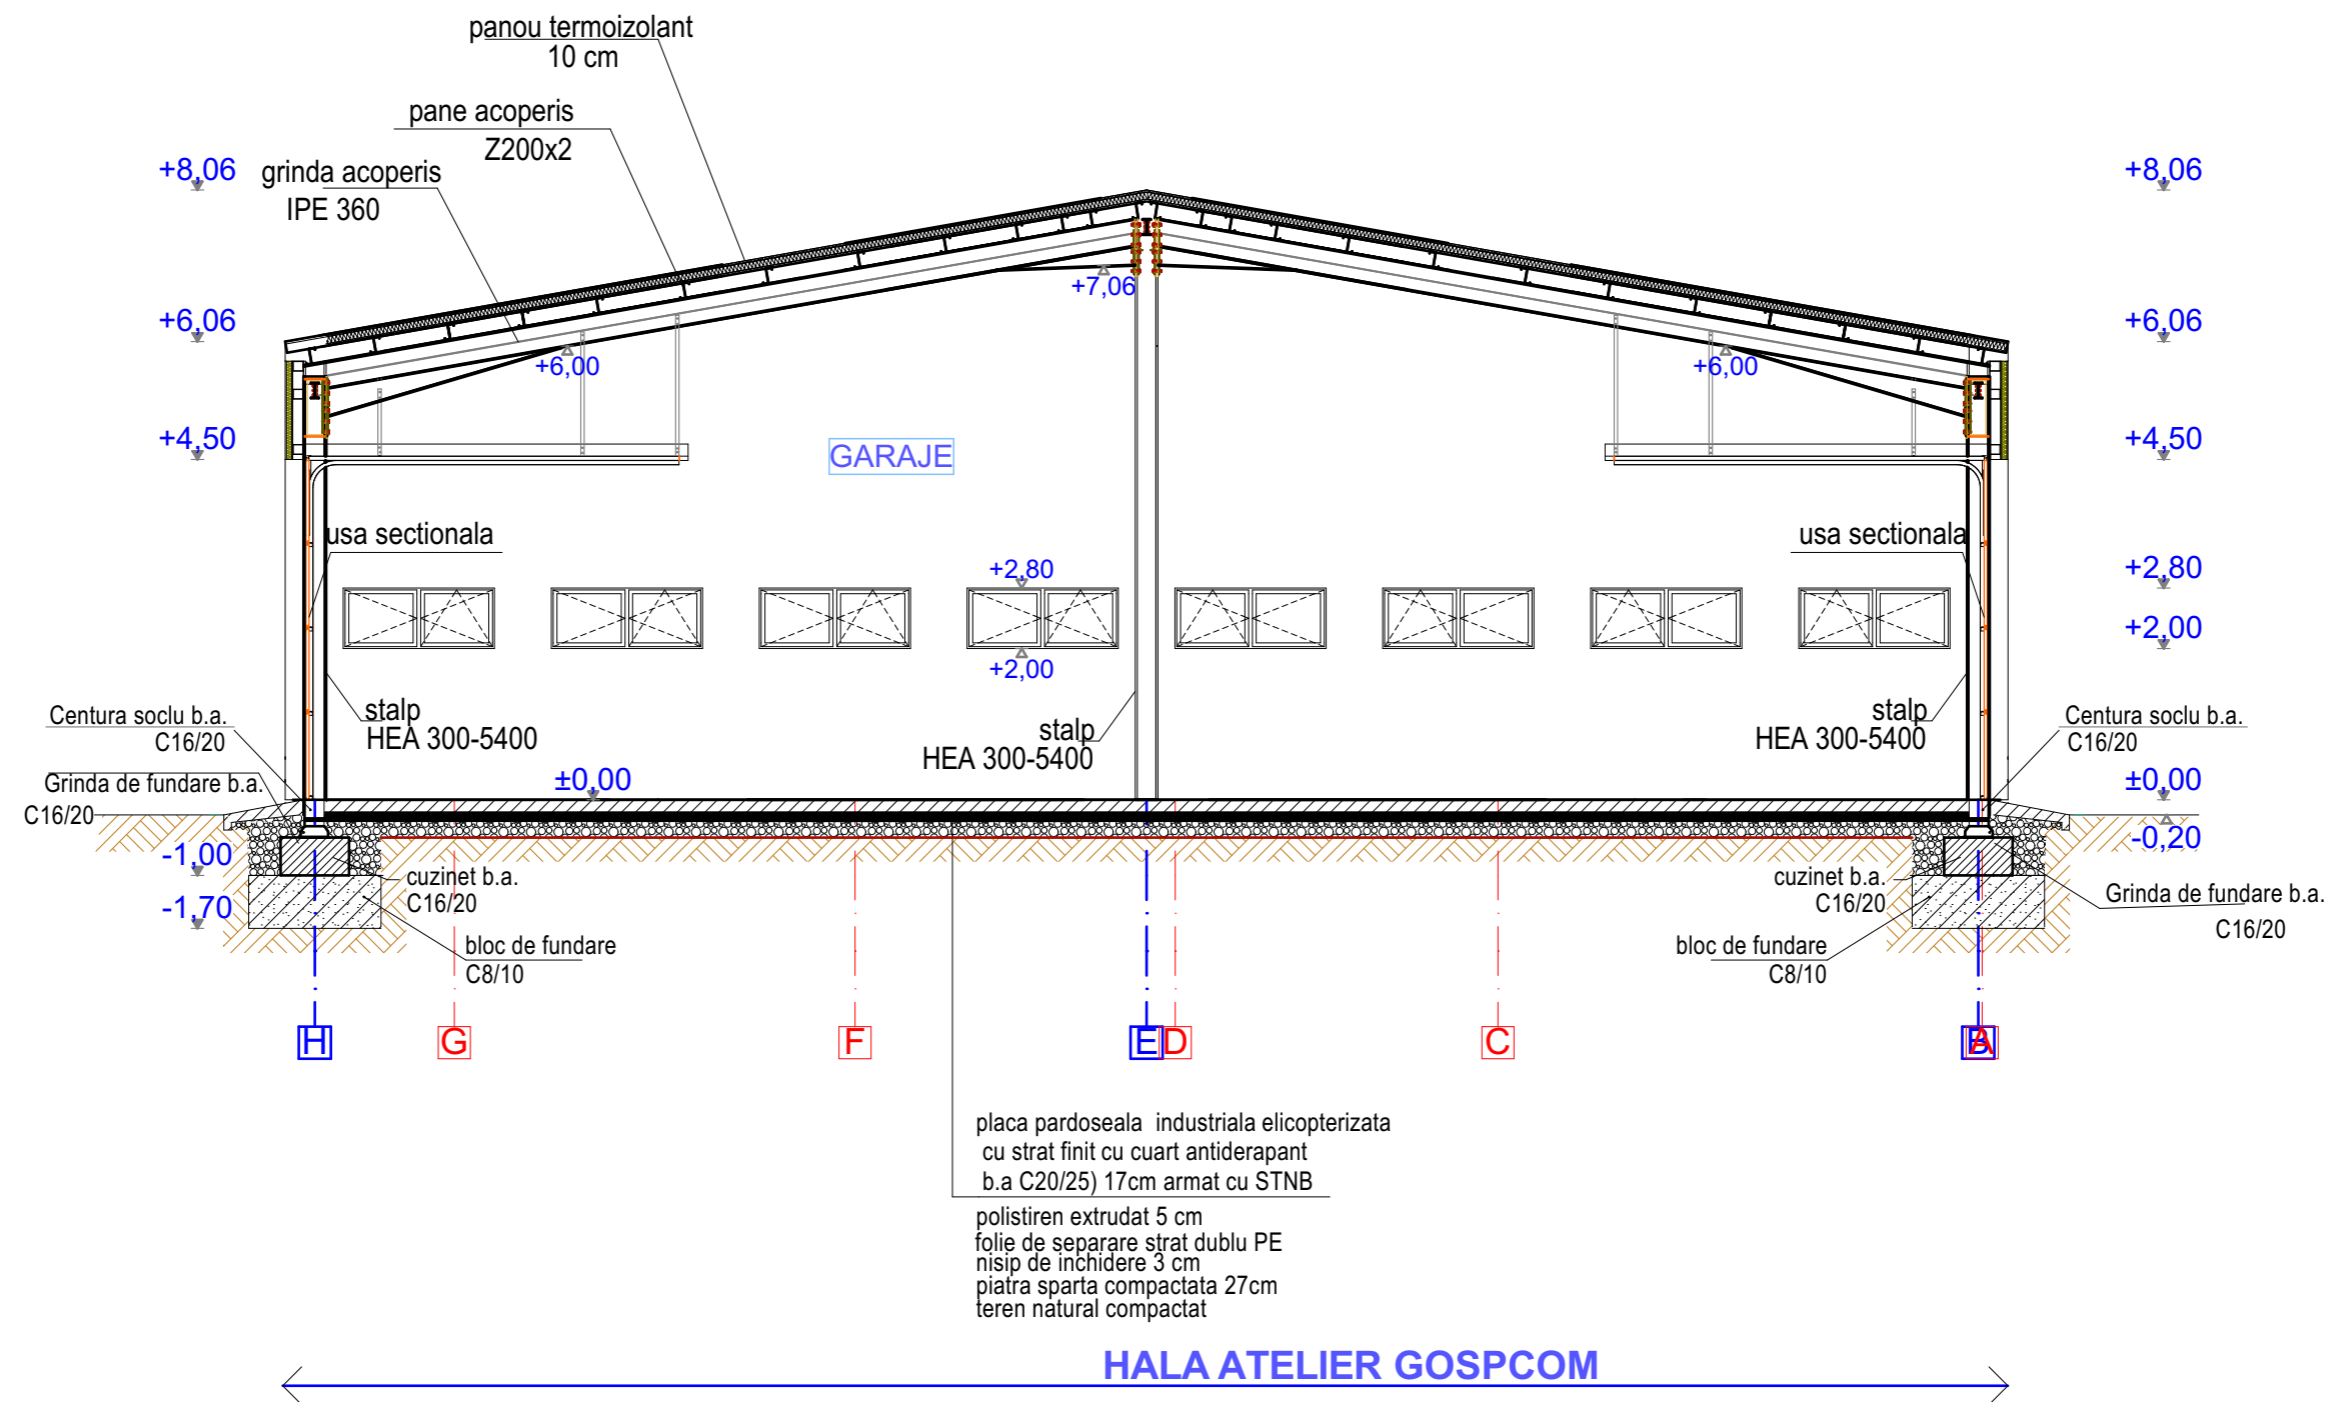 panou termoizolant
10 cm
pane acoperis
Z200x2
grinda acoperis
IPE 360
+8,06
+8,06
+7,06
+6,06
+6,06
+6,00
+6,00
+4,50
+4,50
GARAJE
usa sectionala
usa sectionala
+2,80
+2,80
+2,00
+2,00
stalp
HEA 300-5400
stalp
HEA 300-5400
stalp
HEA 300-5400
Centura soclu b.a.
C16/20
Centura soclu b.a.
C16/20
Grinda de fundare b.a.
C16/20
±0,00
±0,00
-0,20
-1,00
-1,70
cuzinet b.a.
C16/20
cuzinet b.a.
C16/20
Grinda de fundare b.a.
C16/20
bloc de fundare
C8/10
bloc de fundare
C8/10
H
G
F
E
D
C
B
A
placa pardoseala industriala elicopterizata
cu strat finit cu cuart antiderapant
b.a C20/25) 17cm armat cu STNB
polistiren extrudat 5 cm
folie de separare strat dublu PE
nisip de inchidere 3 cm
piatra sparta compactata 27cm
teren natural compactat
HALA ATELIER GOSPCOM